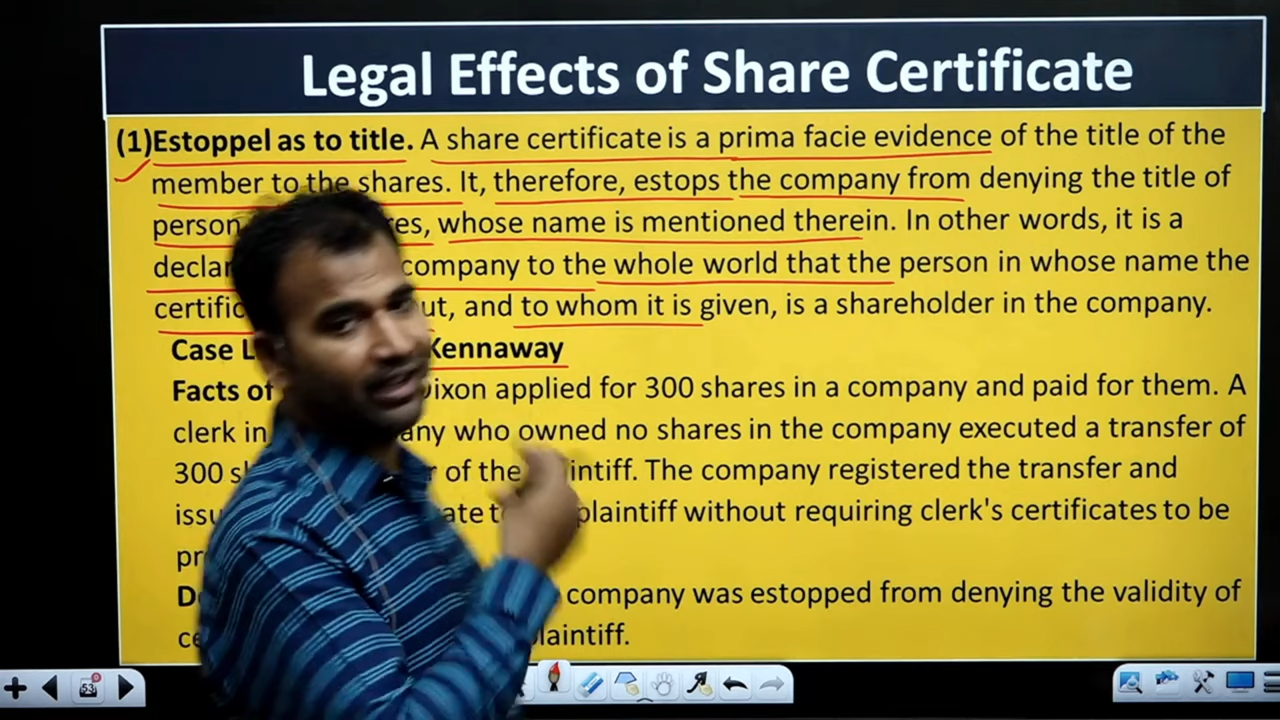 Legal Effects of Share Certificate
(1)Estoppel as to title. A share certificate is a prima facie evidence of the title of the
member to the shares. It, therefore, estops the company from denying the title of
person es, whose name is mentioned therein. In other words, it is a
declar company to the whole world that the person in whose name the
certific ut, and to whom it is given, is a shareholder in the company.
Case L Kennaway
Facts of ixon applied for 300 shares in a company and paid for them. A
clerk in any who owned no shares in the company executed a transfer of
300 s of the intiff. The company registered the transfer and
issu ate t plaintiff without requiring clerk's certificates to be
pr
D company was estopped from denying the validity of
ce laintiff.
53